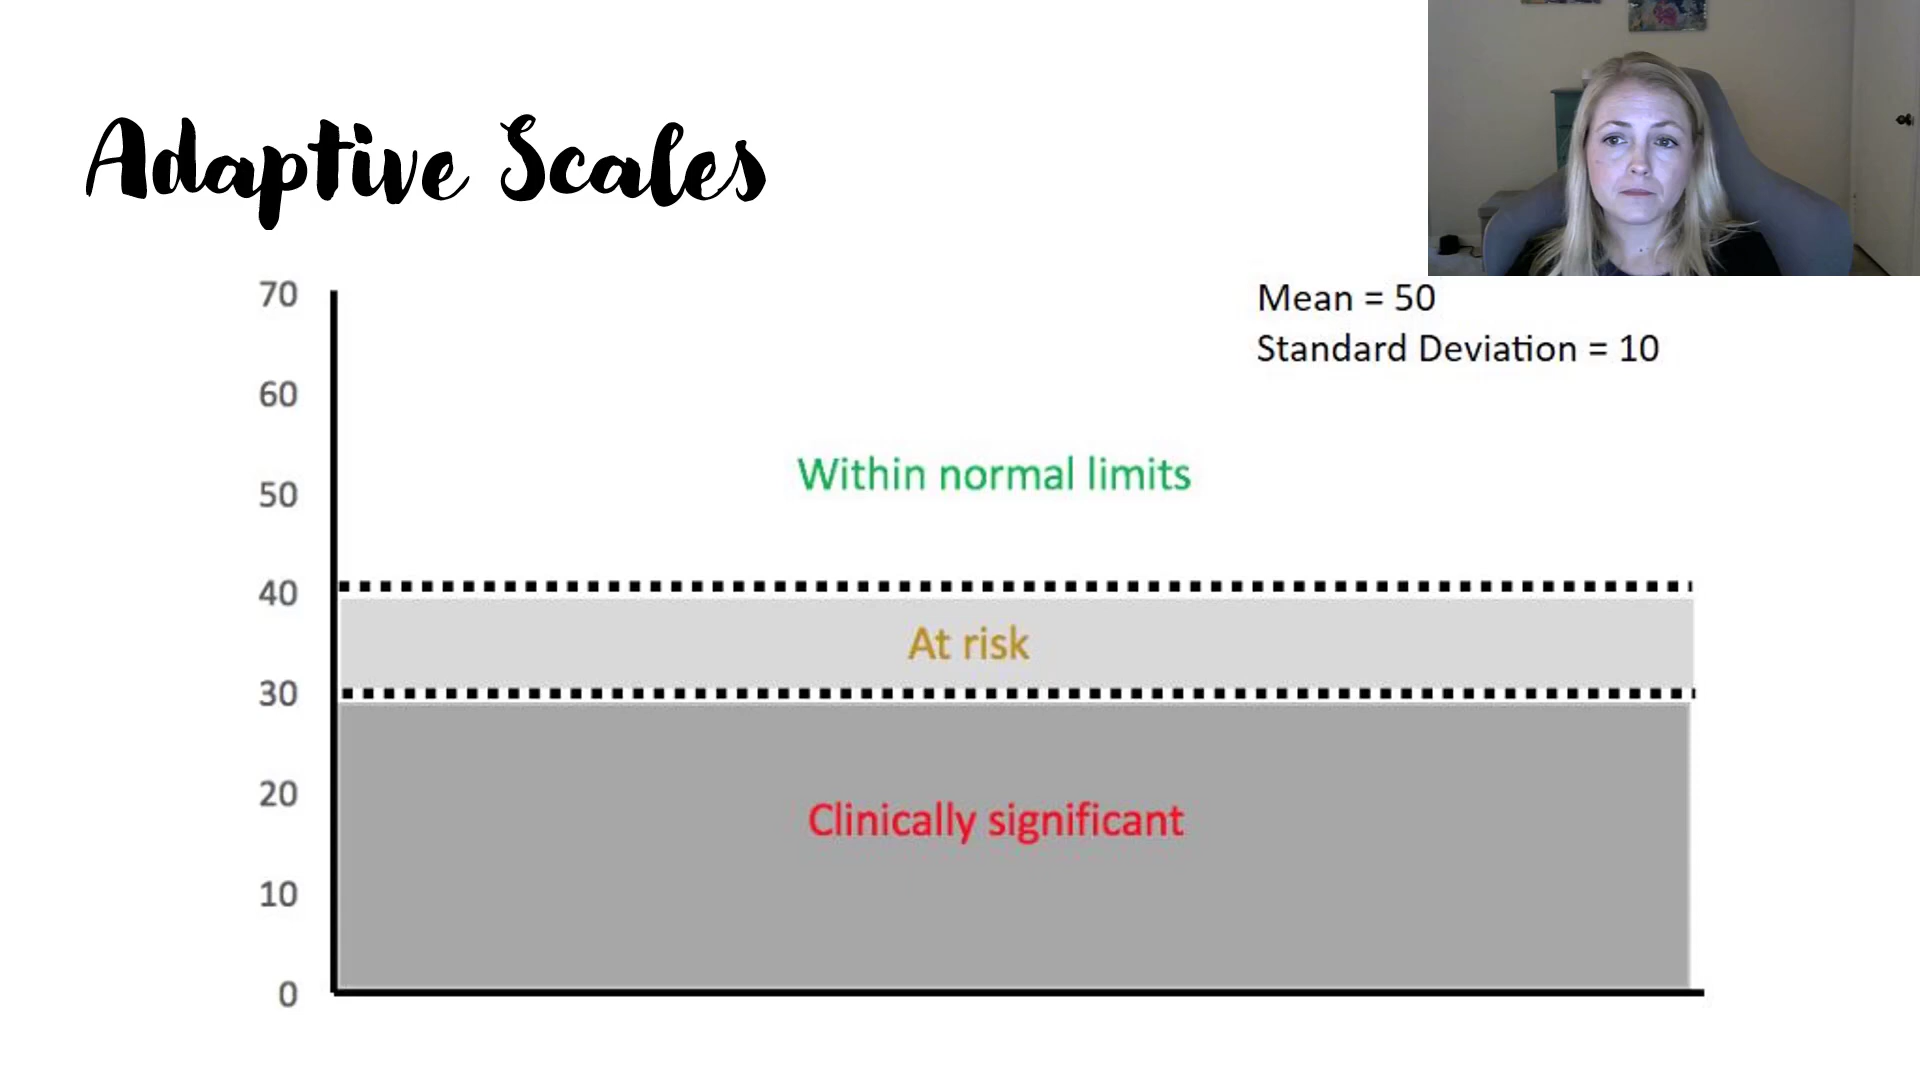 Adaptive Scales
Mean = 50
Standard Deviation = 10
70
60
50
40
30
20
10
0
Within normal limits
At risk
Clinically significant